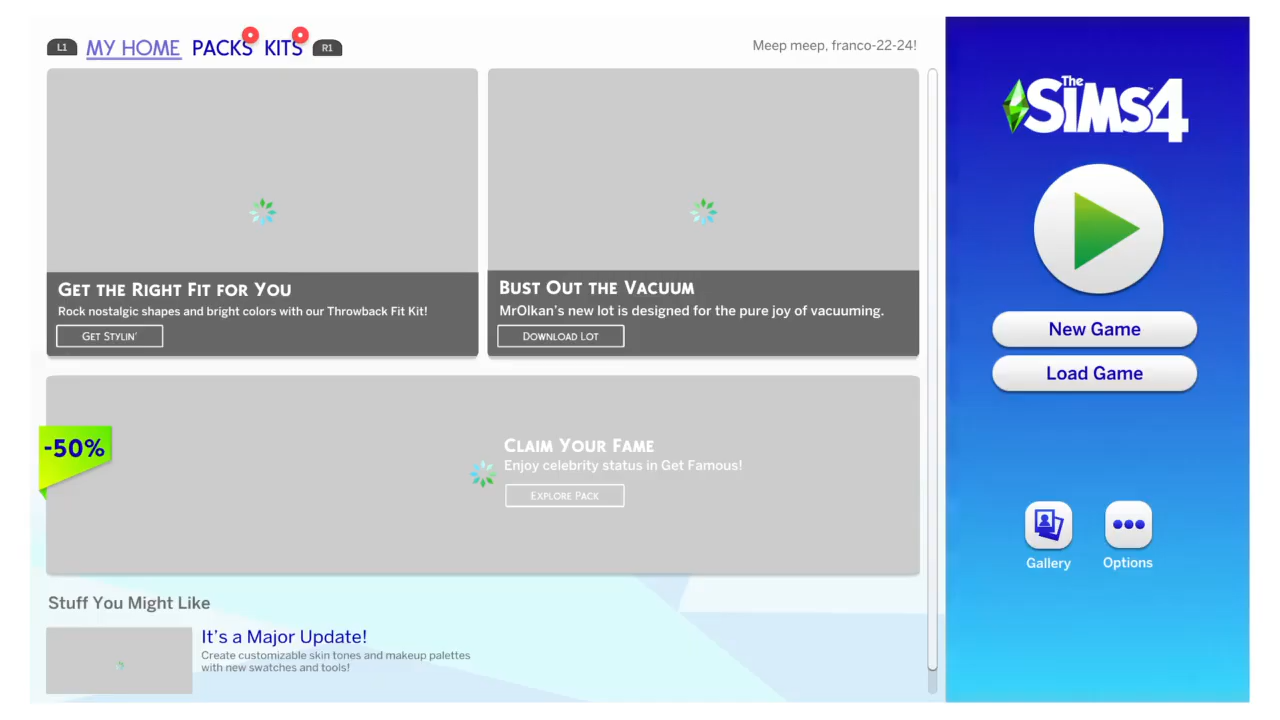 L1 MY HOME PACKS KITS R1
Meep meep, franco-22-24!
Get the Right Fit for You
Rock nostalgic shapes and bright colors with our Throwback Fit Kit!
Get Stylin'
Bust Out the Vacuum
MrOlkan's new lot is designed for the pure joy of vacuuming.
Download Lot
-50%
Claim Your Fame
Enjoy celebrity status in Get Famous!
Explore Pack
Stuff You Might Like
It's a Major Update!
Create customizable skin tones and makeup palettes
with new swatches and tools!
The
SIMS4
New Game
Load Game
Gallery
Options